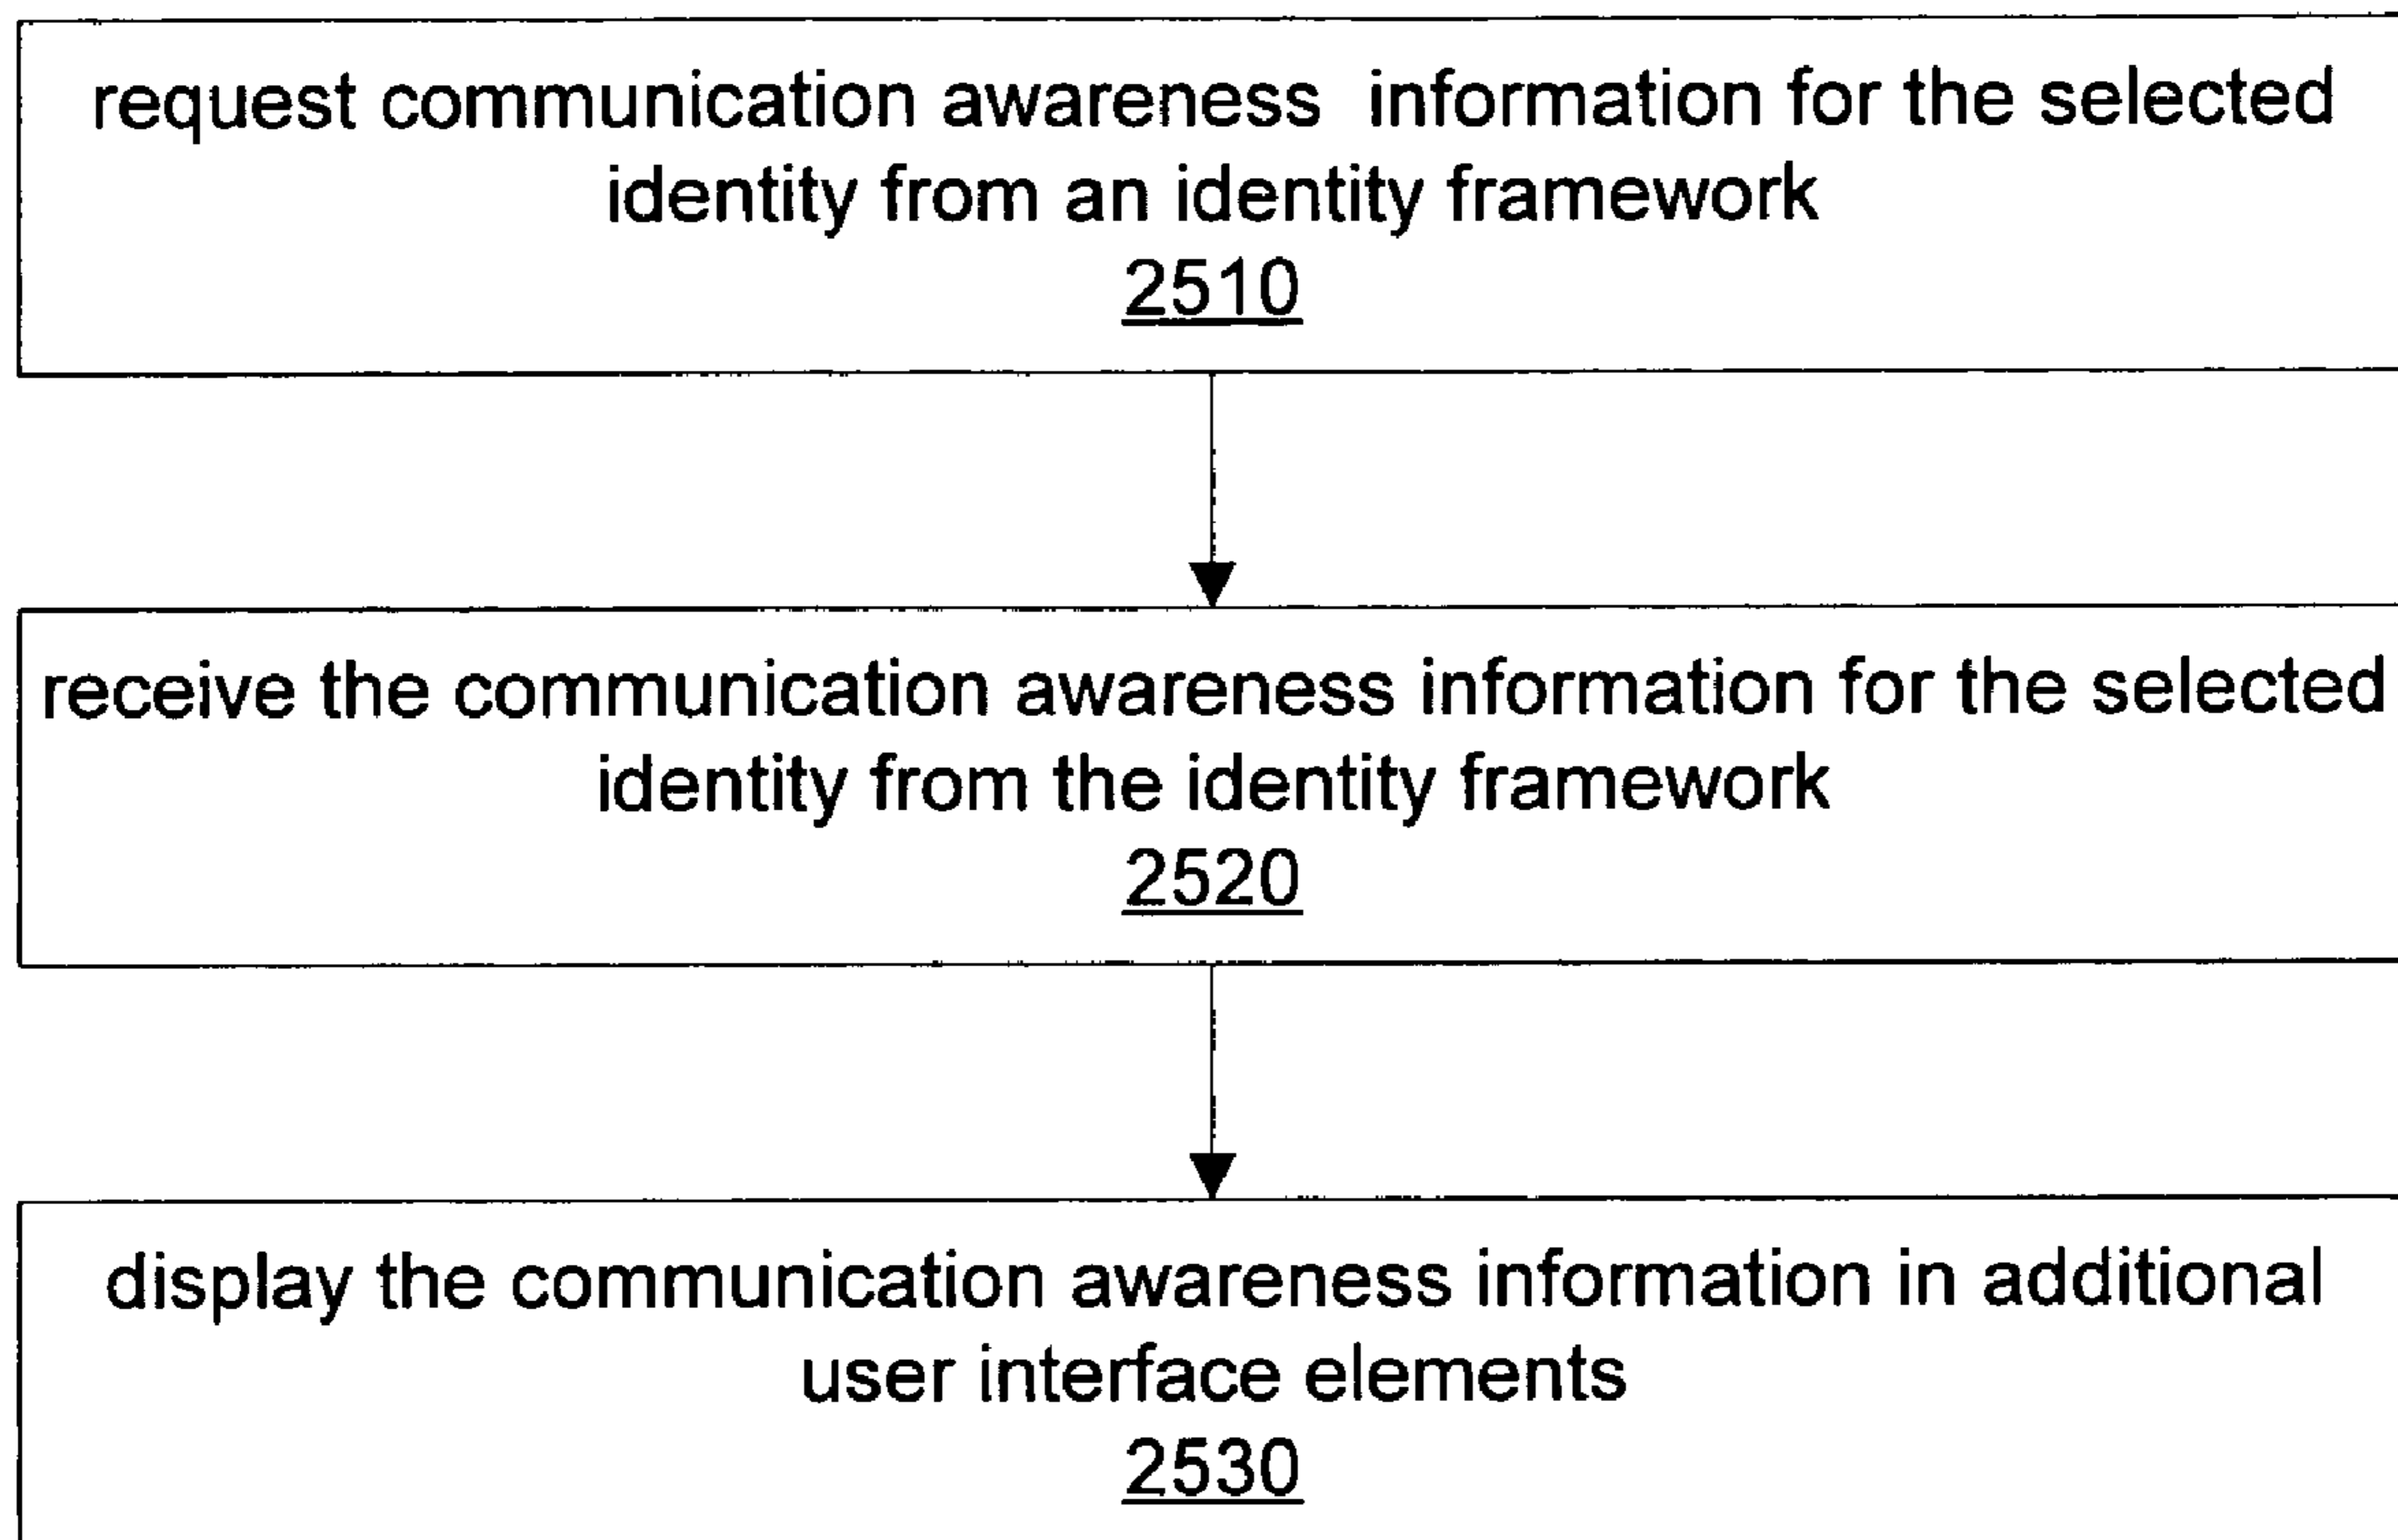 request communication awareness information for the selected
identity from an identity framework
2510
receive the communication awareness information for the selected
identity from the identity framework
2520
display the communication awareness information in additional
user interface elements
2530